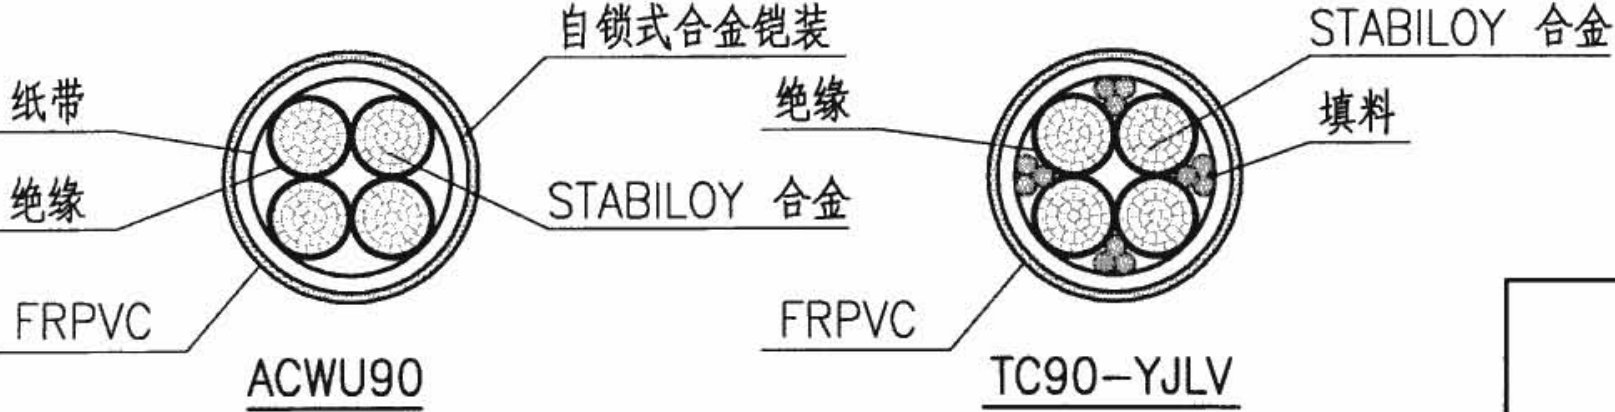 自锁式合金铠装
纸带
绝缘
STABILOY 合金
FRPVC
ACWU90
STABILOY 合金
绝缘
填料
FRPVC
TC90-YJLV